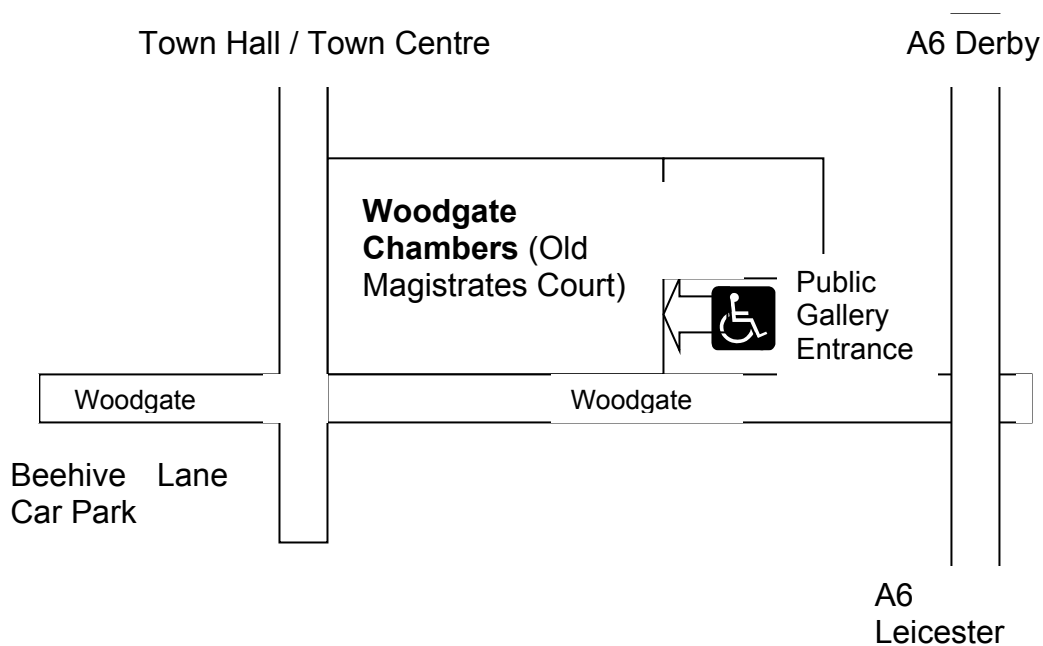 Town Hall / Town Centre
A6 Derby
Woodgate
Chambers (Old
Magistrates Court)
Public
Gallery
Entrance
Woodgate
Woodgate
Beehive Lane
Car Park
A6
Leicester